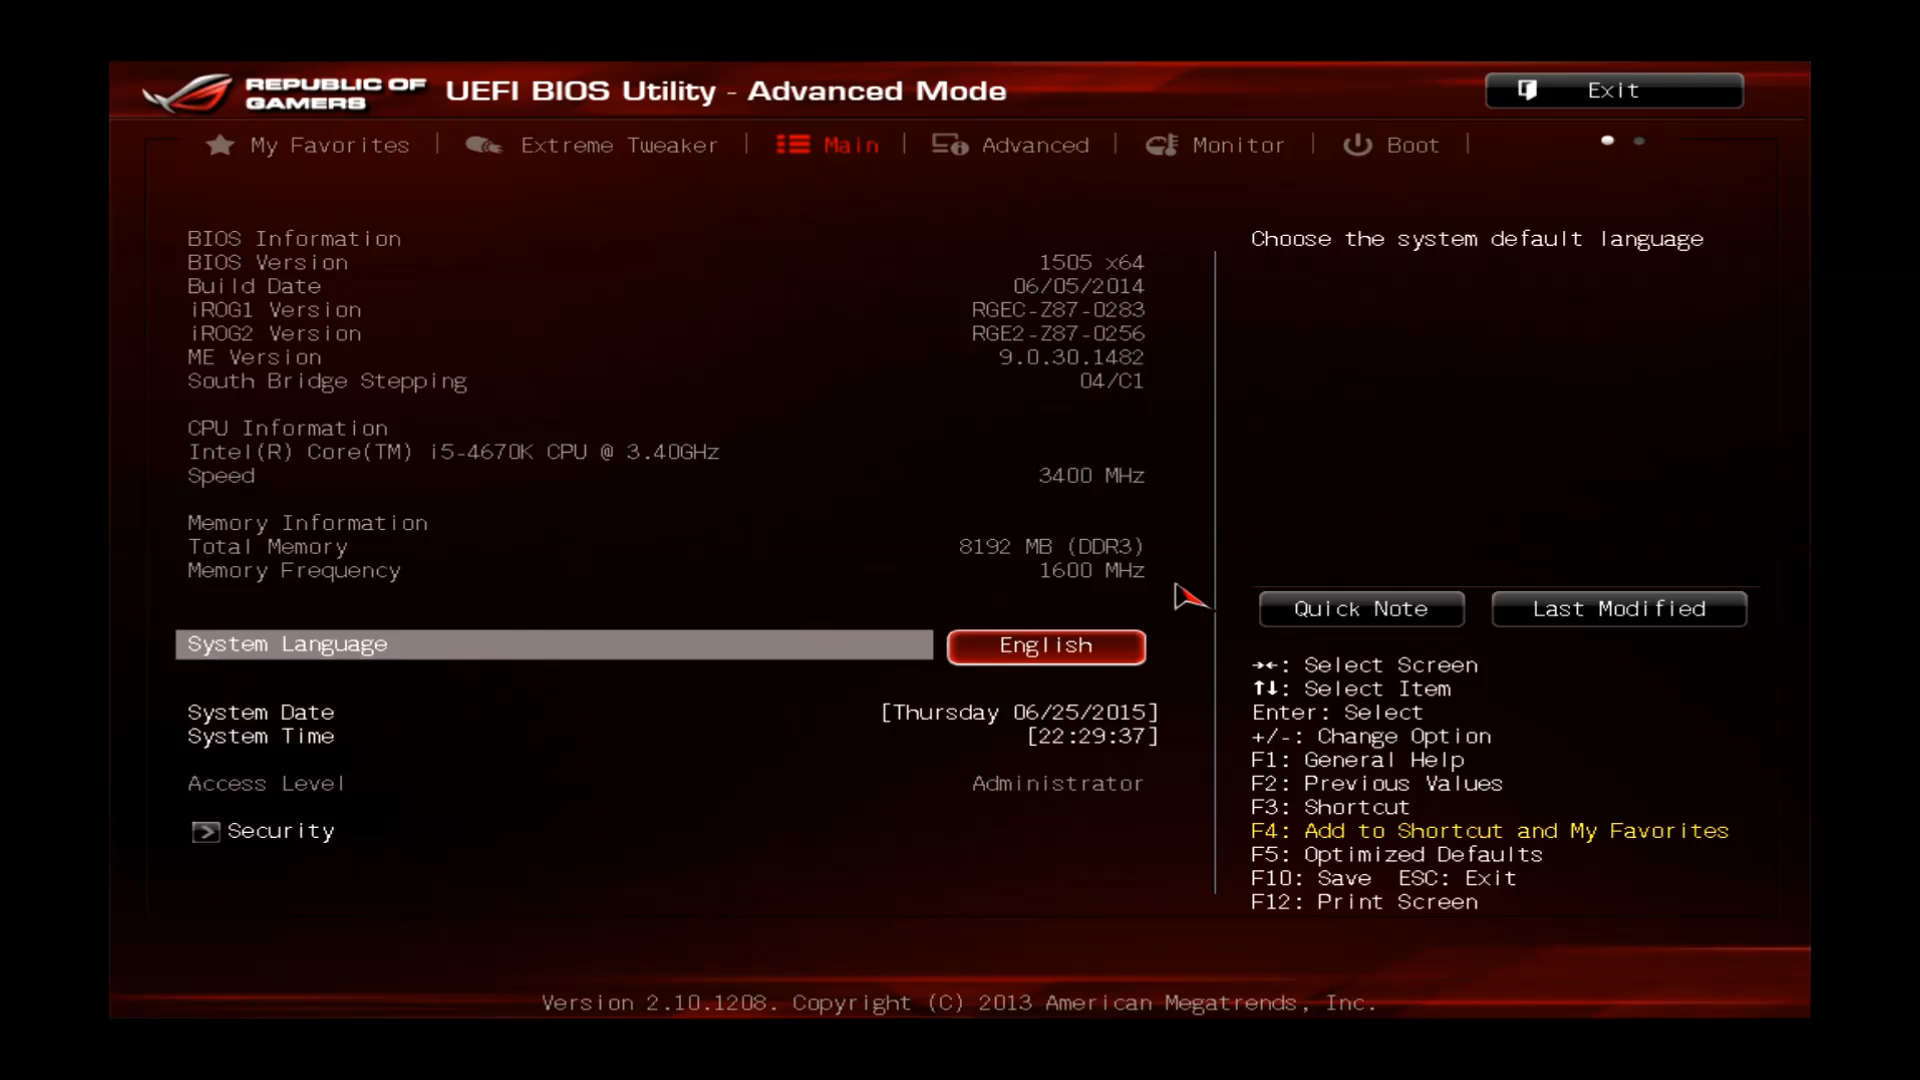 REPUBLIC OF GAMERS UEFI BIOS Utility - Advanced Mode Exit
My Favorites Extreme Tweaker Main Advanced Monitor Boot
BIOS Information
BIOS Version 1505 x64
Build Date 06/05/2014
iROG1 Version RGEC-Z87-0283
iROG2 Version RGE2-Z87-0256
ME Version 9.0.30.1482
South Bridge Stepping 04/C1
CPU Information
Intel(R) Core(TM) i5-4670K CPU @ 3.40GHz
Speed 3400 MHz
Memory Information
Total Memory 8192 MB (DDR3)
Memory Frequency 1600 MHz
System Language English
System Date [Thursday 06/25/2015]
System Time [22:29:37]
Access Level Administrator
Security
Choose the system default language
Quick Note Last Modified
→←: Select Screen
↑↓: Select Item
Enter: Select
+/-: Change Option
F1: General Help
F2: Previous Values
F3: Shortcut
F4: Add to Shortcut and My Favorites
F5: Optimized Defaults
F10: Save ESC: Exit
F12: Print Screen
Version 2.10.1208. Copyright (C) 2013 American Megatrends, Inc.